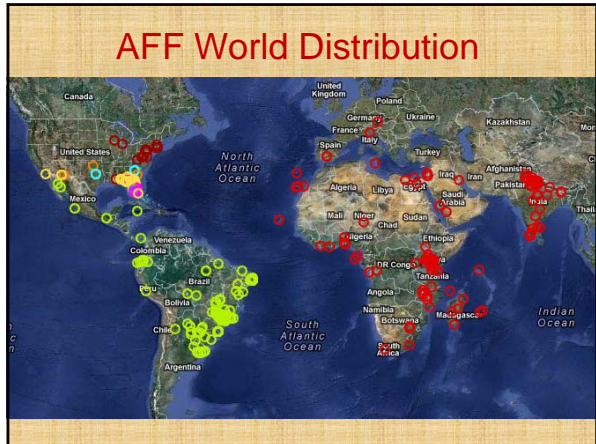 AFF World Distribution
Canada
United
Kingdom
Poland
Germany
Ukraine
France
Kazakhstan
Italy
Spain
Turkey
United States
North
Atlantic
Ocean
Afghanistan
Iraq
Iran
Pakistan
Algeria
Libya
Egypt
Saudi
Arabia
India
Mexico
Mali
Niger
Chad
Sudan
Nigeria
Ethiopia
Venezuela
Colombia
DR Congo
Tanzania
Peru
Brazil
Angola
Bolivia
Namibia
Botswana
Madagascar
Indian
Ocean
Chile
South
Atlantic
Ocean
South
Africa
Argentina